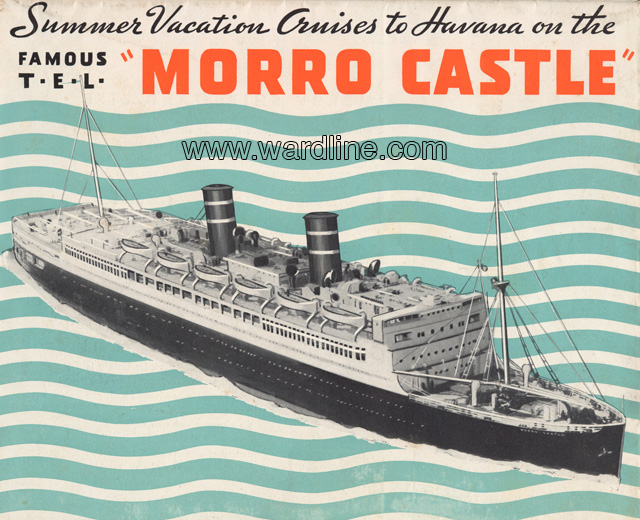 Summer Vacation Cruises to Havana on the
FAMOUS
T·E·L·
"MORRO CASTLE"
www.wardline.com